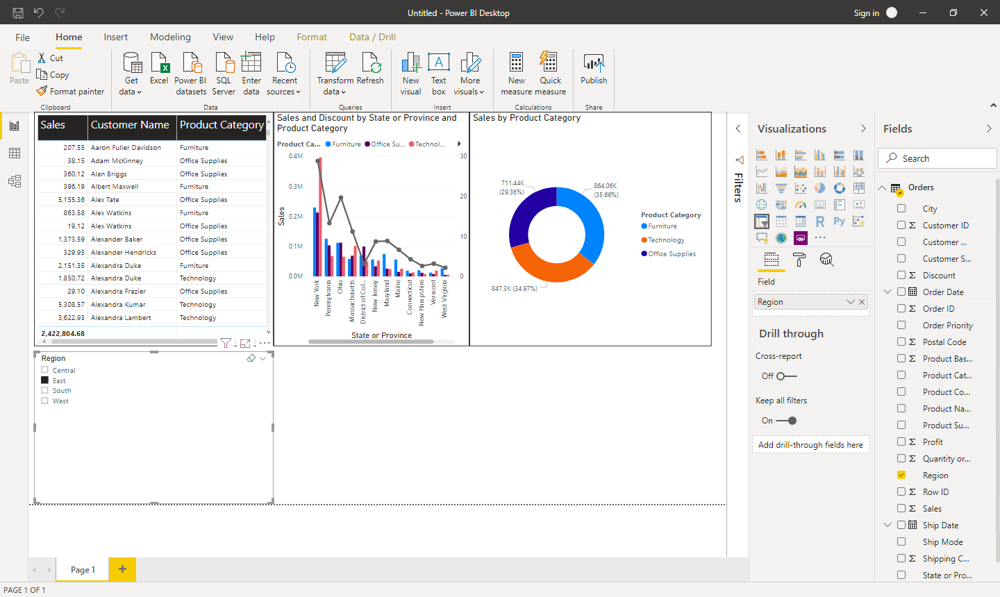 Untitled - Power BI Desktop
Sign in
File Home Insert Modeling View Help Format Data / Drill
Paste
Cut
Copy
Format painter
Clipboard
Get data
Excel
Power BI datasets
SQL Server
Enter data
Recent sources
Data
Transform data
Refresh
Queries
New visual
Text box
More visuals
Insert
New measure
Quick measure
Calculations
Publish
Share
Sales Customer Name Product Category
207.55 Aaron Fuller Davidson Furniture
38.15 Adam McKinney Office Supplies
360.12 Alan Briggs Office Supplies
396.19 Albert Maxwell Furniture
5,155.36 Alex Tate Office Supplies
863.58 Alex Watkins Furniture
19.12 Alex Watkins Office Supplies
1,373.59 Alexander Baker Office Supplies
329.95 Alexander Hendricks Office Supplies
2,151.35 Alexandra Duke Furniture
1,850.72 Alexandra Duke Technology
29.10 Alexandra Frazier Office Supplies
5,308.57 Alexandra Kumar Technology
3,622.93 Alexandra Lambert Technology
2,422,804.68
Sales and Discount by State or Province and
Product Category
Product Ca... Furniture Office Su... Technol...
0.4M
0.3M
0.2M
0.1M
0.0M
Sales
30
20
10
0
New York
Pennsylvania
Ohio
Massachusetts
District of Col...
New Jersey
Maryland
Maine
Connecticut
New Hampshire
Vermont
West Virginia
State or Province
Sales by Product Category
711.44K
(29.36%)
864.06K
(35.66%)
847.3K (34.97%)
Product Category
Furniture
Technology
Office Supplies
Region
Central
East
South
West
Filters
Visualizations
R
Py
123
Field
Region
Drill through
Cross-report
Off
Keep all filters
On
Add drill-through fields here
Fields
Search
Orders
City
Σ Customer ID
Customer ...
Customer S...
Σ Discount
Order Date
Σ Order ID
Order Priority
Σ Postal Code
Σ Product Bas...
Product Cat...
Product Co...
Product Na...
Product Su...
Σ Profit
Σ Quantity or...
Region
Σ Row ID
Σ Sales
Ship Date
Ship Mode
Σ Shipping C...
State or Pro...
Page 1
PAGE 1 OF 1